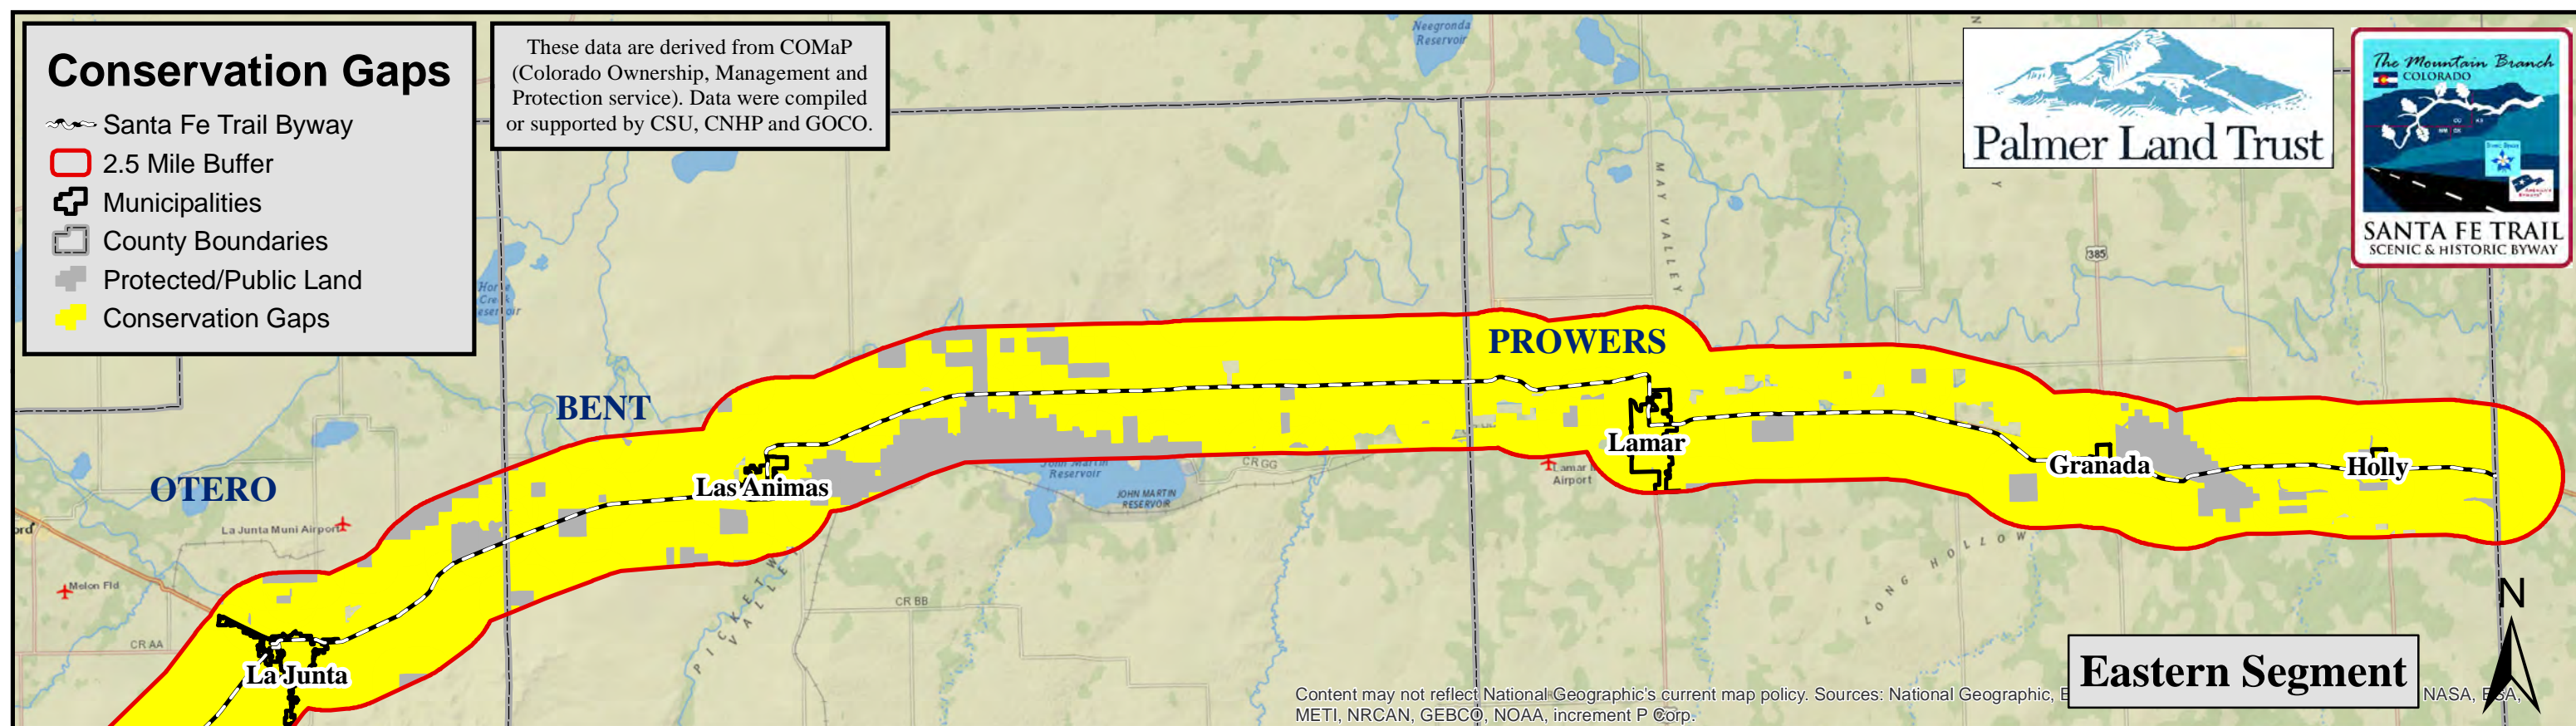 Conservation Gaps
Santa Fe Trail Byway
2.5 Mile Buffer
Municipalities
County Boundaries
Protected/Public Land
Conservation Gaps
These data are derived from COMaP
(Colorado Ownership, Management and
Protection service). Data were compiled
or supported by CSU, CNHP and GOCO.
Neegronda
Reservoir
Palmer Land Trust
The Mountain Branch
COLORADO
SANTA FE TRAIL
SCENIC & HISTORIC BYWAY
MAY VALLEY
385
PROWERS
BENT
OTERO
Lamar
Las Animas
Granada
Holly
La Junta Muni Airport
John Martin
Reservoir
JOHN MARTIN
RESERVOIR
CR GG
Airport
Melon Fld
CR BB
CR AA
La Junta
LONG HOLLOW
N
Eastern Segment
Content may not reflect National Geographic's current map policy. Sources: National Geographic, NASA,
METI, NRCAN, GEBCO, NOAA, increment P Corp.